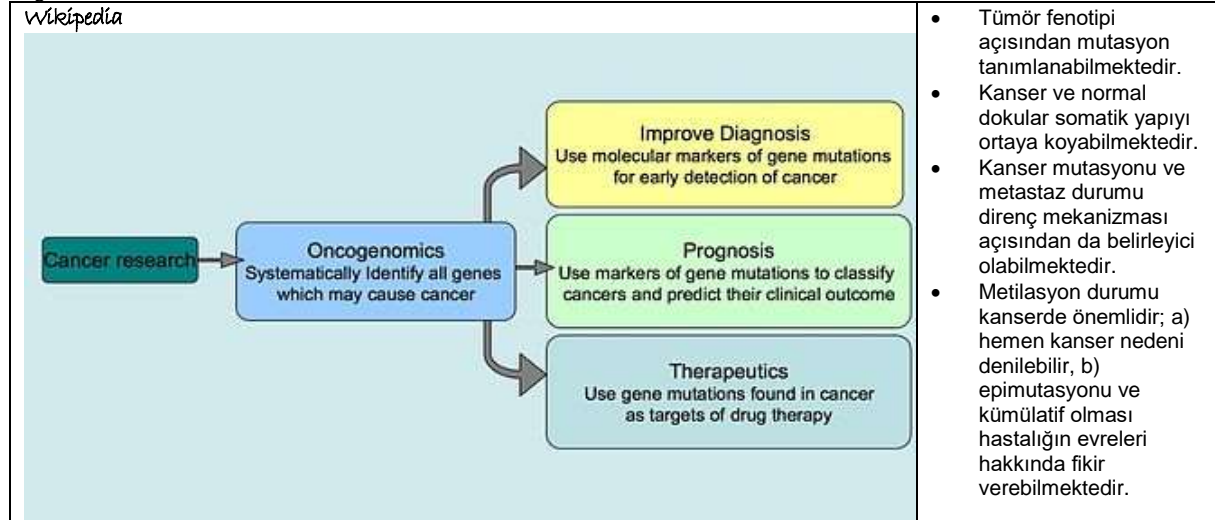 Wikipedia
Cancer research
Oncogenomics
Systematically Identify all genes
which may cause cancer
Improve Diagnosis
Use molecular markers of gene mutations
for early detection of cancer
Prognosis
Use markers of gene mutations to classify
cancers and predict their clinical outcome
Therapeutics
Use gene mutations found in cancer
as targets of drug therapy
• Tümör fenotipi
açısından mutasyon
tanımlanabilmektedir.
• Kanser ve normal
dokular somatik yapıyı
ortaya koyabilmektedir.
• Kanser mutasyonu ve
metastaz durumu
direnç mekanizması
açısından da belirleyici
olabilmektedir.
• Metilasyon durumu
kanserde önemlidir; a)
hemen kanser nedeni
denilebilir, b)
epimutasyonu ve
kümülatif olması
hastalığın evreleri
hakkında fikir
verebilmektedir.